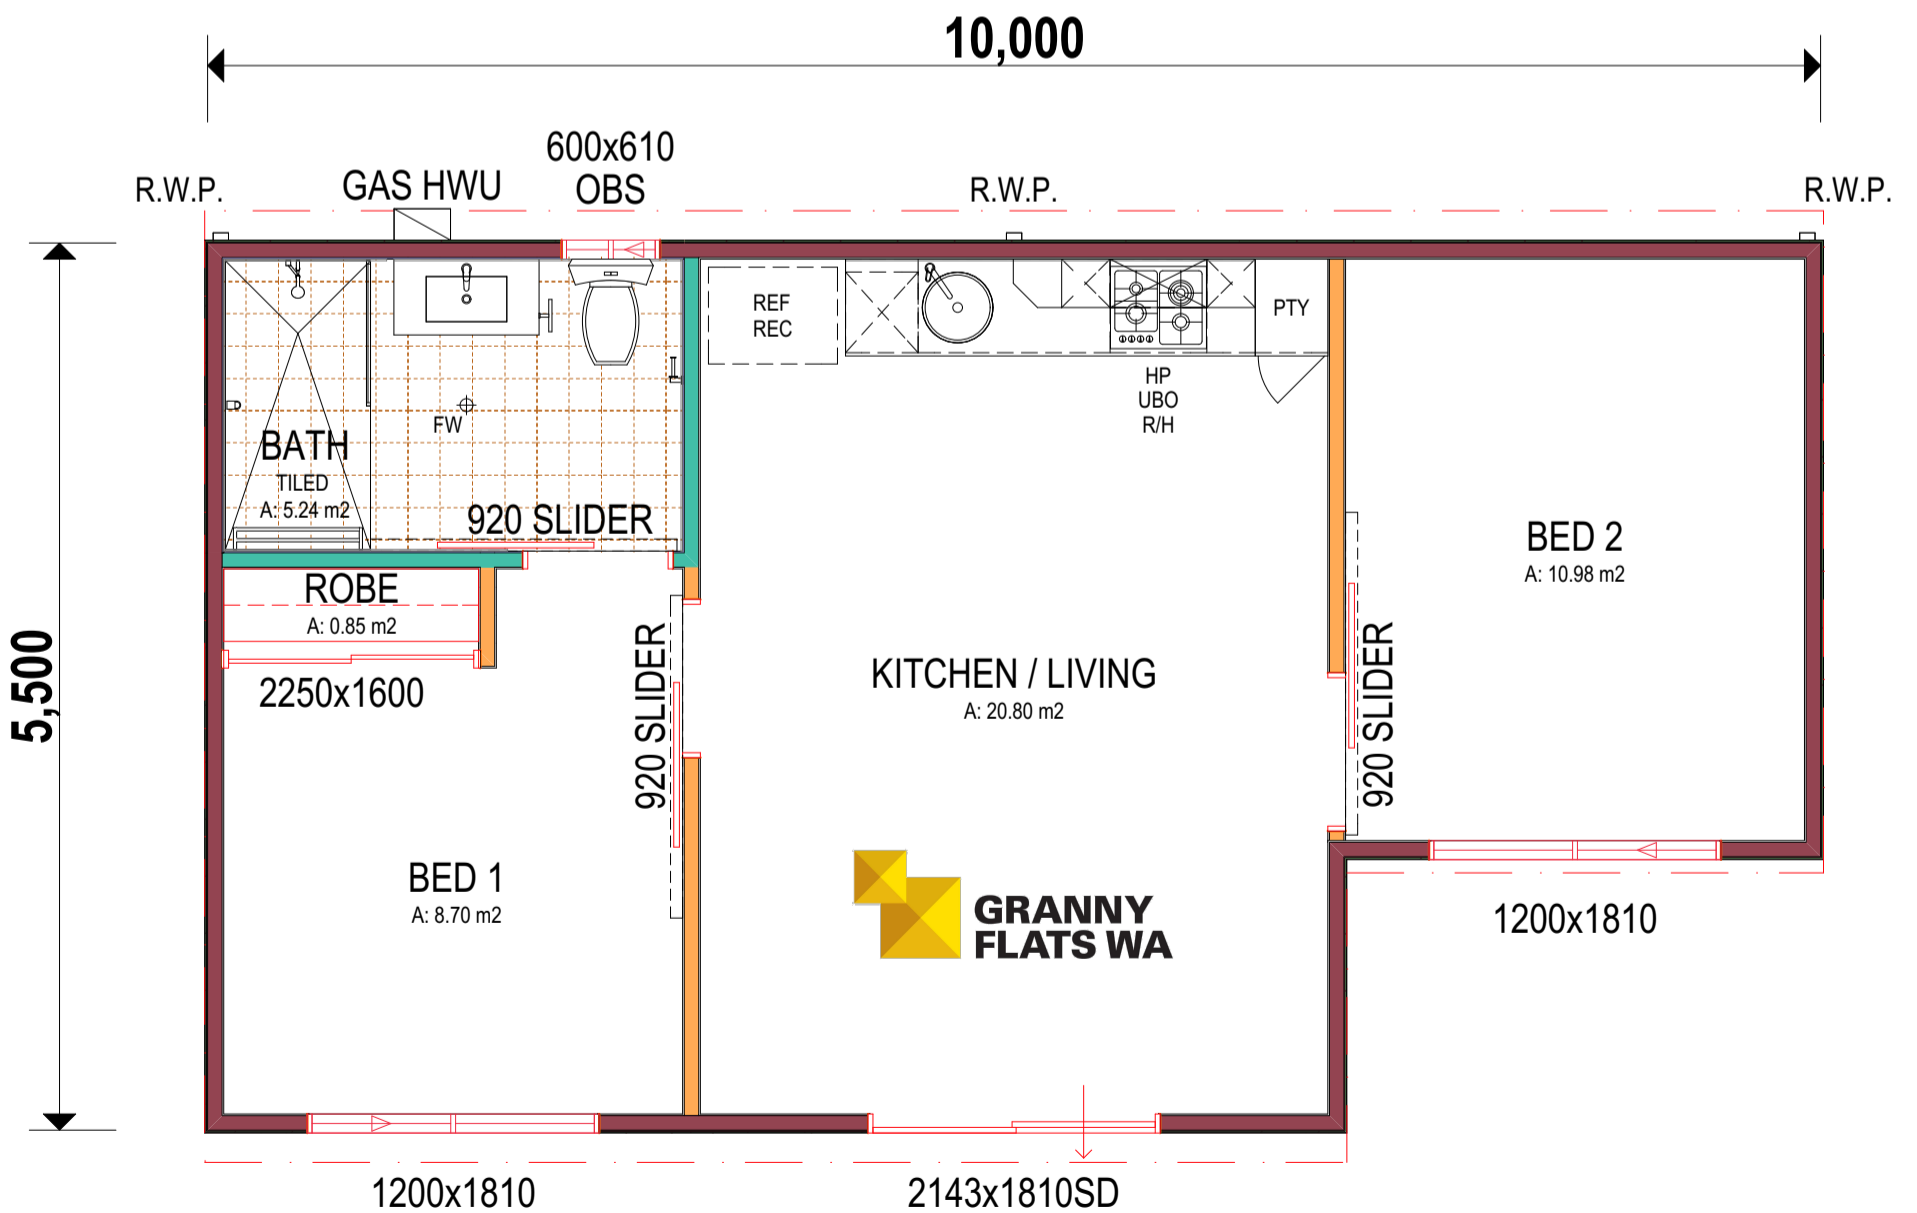 10,000
600x610
OBS
R.W.P.
GAS HWU
R.W.P.
R.W.P.
REF
REC
PTY
HP
UBO
R/H
FW
BATH
TILED
A: 5.24 m2
920 SLIDER
ROBE
A: 0.85 m2
2250x1600
5,500
920 SLIDER
KITCHEN / LIVING
A: 20.80 m2
920 SLIDER
BED 2
A: 10.98 m2
BED 1
A: 8.70 m2
GRANNY
FLATS WA
1200x1810
1200x1810
2143x1810SD